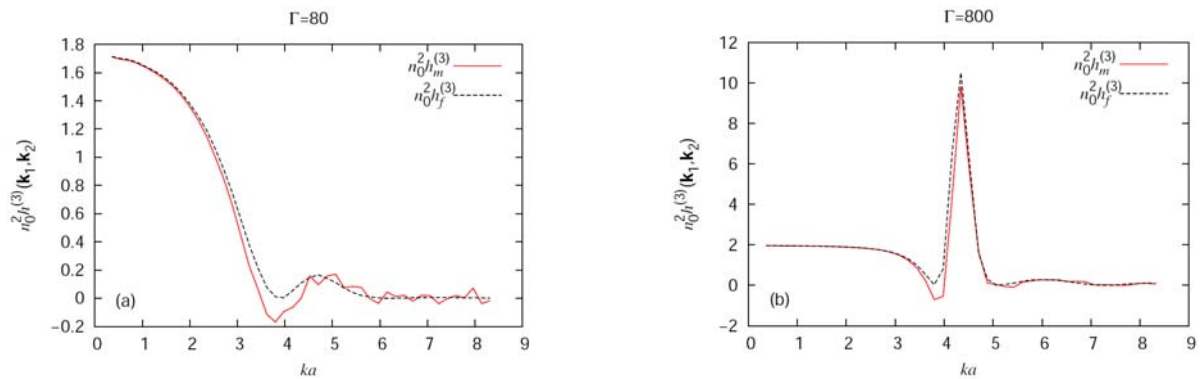 Γ=80
1.8
1.6
1.4
1.2
1
0.8
0.6
0.4
0.2
0
−0.2
n₀²h⁽³⁾(k₁,k₂)
n₀²hₘ⁽³⁾
n₀²h_f⁽³⁾
(a)
0 1 2 3 4 5 6 7 8 9
ka
Γ=800
12
10
8
6
4
2
0
−2
n₀²h⁽³⁾(k₁,k₂)
n₀²hₘ⁽³⁾
n₀²h_f⁽³⁾
(b)
0 1 2 3 4 5 6 7 8 9
ka